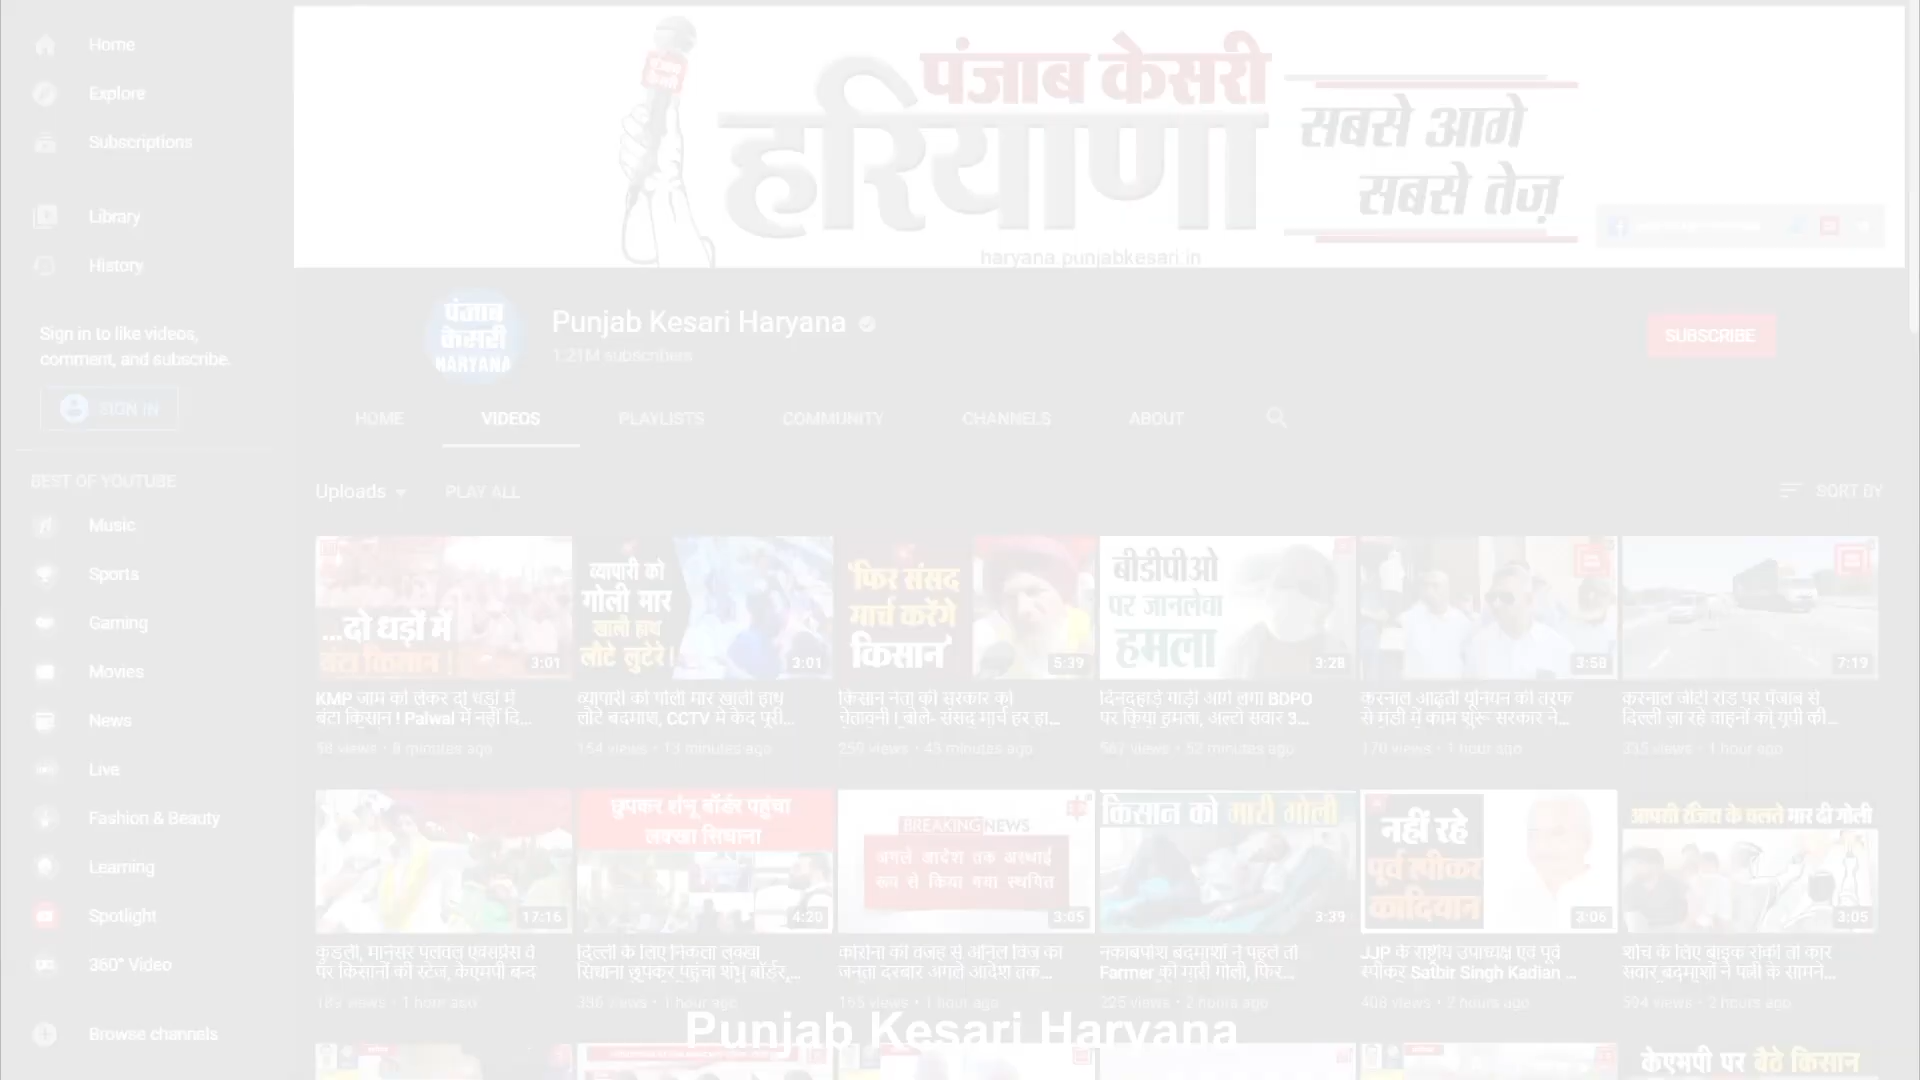 Home
Explore
Subscriptions
Library
History
Sign in to like videos,
comment, and subscribe.
SIGN IN
BEST OF YOUTUBE
Music
Sports
Gaming
Movies
News
Live
Fashion & Beauty
Learning
Spotlight
360° Video
Browse channels
पंजाब केसरी
हरियाणा
सबसे आगे
सबसे तेज़
haryana.punjabkesari.in
पंजाब
केसरी
HARYANA
Punjab Kesari Haryana
1.21M subscribers
SUBSCRIBE
HOME VIDEOS PLAYLISTS COMMUNITY CHANNELS ABOUT
Uploads PLAY ALL SORT BY
...दो धड़ों में
बंटा किसान !
3:01
व्यापारी को
गोली मार
खाली हाथ
लौटे लुटेरे।
3:01
'फिर संसद
मार्च करेंगे
किसान'
5:39
बीडीपीओ
पर जानलेवा
हमला
3:28
3:58
7:19
KMP जाम को लेकर दो धड़ों में
बंटा किसान ! Palwal में नहीं दि...
8 minutes ago
व्यापारी को गोली मार खाली हाथ
लौटे बदमाश, CCTV में कैद पूरी...
154 views • 13 minutes ago
किसान नेता की सरकार को
चेतावनी ! बोले- संसद मार्च हर हा...
259 views • 43 minutes ago
दिनदहाड़े गाड़ी आगे लगा BDPO
पर किया हमला, अल्टो सवार 3...
52 minutes ago
करनाल आढ़ती यूनियन की तरफ
से मंडी में काम शुरू सरकार ने...
170 views • 1 hour ago
करनाल जीटी रोड पर पंजाब से
दिल्ली जा रहे वाहनों को यूपी की...
333 views • 1 hour ago
17:16
छुपकर शंभू बॉर्डर पहुंचा
लक्खा सिधाना
4:20
BREAKING NEWS
अगले आदेश तक अस्थाई
रूप से किया गया स्थगित
3:05
किसान को मारी गोली
3:39
नहीं रहे
पूर्व स्पीकर
कादियान
3:06
आपसी रंजिश के चलते मार दी गोली
3:05
कुंडली, मानेसर पलवल एक्सप्रेस वे
पर किसानों की स्टेज, केएमपी बन्द
189 views • 1 hour ago
दिल्ली के लिए निकला लक्खा
सिधाना छुपकर पहुंचा शंभू बॉर्डर,...
1 hour ago
कोरोना की वजह से अनिल विज का
जनता दरबार अगले आदेश तक...
165 views • 1 hour ago
नकाबपोश बदमाशों ने पहले तो
Farmer को मारी गोली, फिर...
225 views • 2 hours ago
JJP के राष्ट्रीय उपाध्यक्ष एवं पूर्व
स्पीकर Satbir Singh Kadian ...
408 views • 2 hours ago
शौच के लिए बाइक रोकी तो कार
सवार बदमाशों ने पत्नी के सामने...
594 views • 2 hours ago
Punjab Kesari Haryana
केएमपी पर बैठे किसान